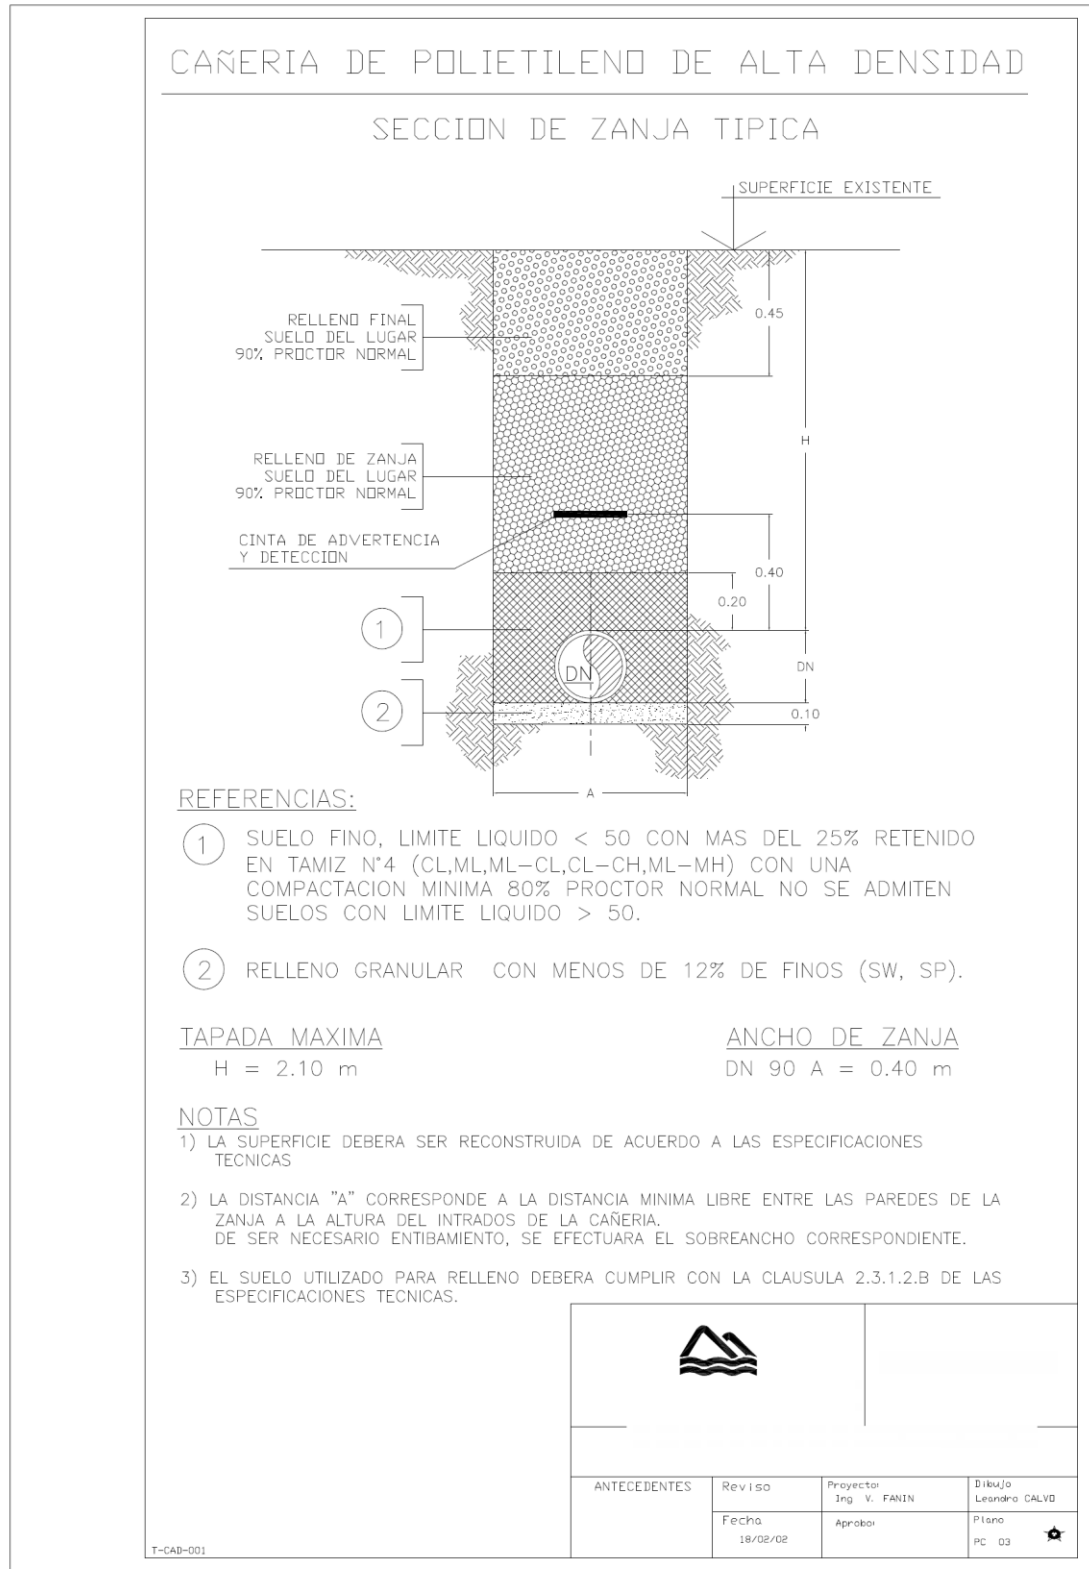 CAÑERIA DE POLIETILENO DE ALTA DENSIDAD
SECCION DE ZANJA TIPICA
SUPERFICIE EXISTENTE
0.45
RELLENO FINAL
SUELO DEL LUGAR
90% PROCTOR NORMAL
H
RELLENO DE ZANJA
SUELO DEL LUGAR
90% PROCTOR NORMAL
CINTA DE ADVERTENCIA
Y DETECCION
0.40
0.20
1
DN
DN
2
0.10
A
REFERENCIAS:
1 SUELO FINO, LIMITE LIQUIDO < 50 CON MAS DEL 25% RETENIDO
EN TAMIZ N°4 (CL,ML,ML-CL,CL-CH,ML-MH) CON UNA
COMPACTACION MINIMA 80% PROCTOR NORMAL NO SE ADMITEN
SUELOS CON LIMITE LIQUIDO > 50.
2 RELLENO GRANULAR CON MENOS DE 12% DE FINOS (SW, SP).
TAPADA MAXIMA
H = 2.10 m
ANCHO DE ZANJA
DN 90 A = 0.40 m
NOTAS
1) LA SUPERFICIE DEBERA SER RECONSTRUIDA DE ACUERDO A LAS ESPECIFICACIONES
TECNICAS
2) LA DISTANCIA "A" CORRESPONDE A LA DISTANCIA MINIMA LIBRE ENTRE LAS PAREDES DE LA
ZANJA A LA ALTURA DEL INTRADOS DE LA CAÑERIA.
DE SER NECESARIO ENTIBAMIENTO, SE EFECTUARA EL SOBREANCHO CORRESPONDIENTE.
3) EL SUELO UTILIZADO PARA RELLENO DEBERA CUMPLIR CON LA CLAUSULA 2.3.1.2.B DE LAS
ESPECIFICACIONES TECNICAS.
ANTECEDENTES
Reviso
Proyecto:
Ing V. FANIN
Dibujo
Leandro CALVO
Fecha
18/02/02
Aprobo:
Plano
PC 03
T-CAD-001